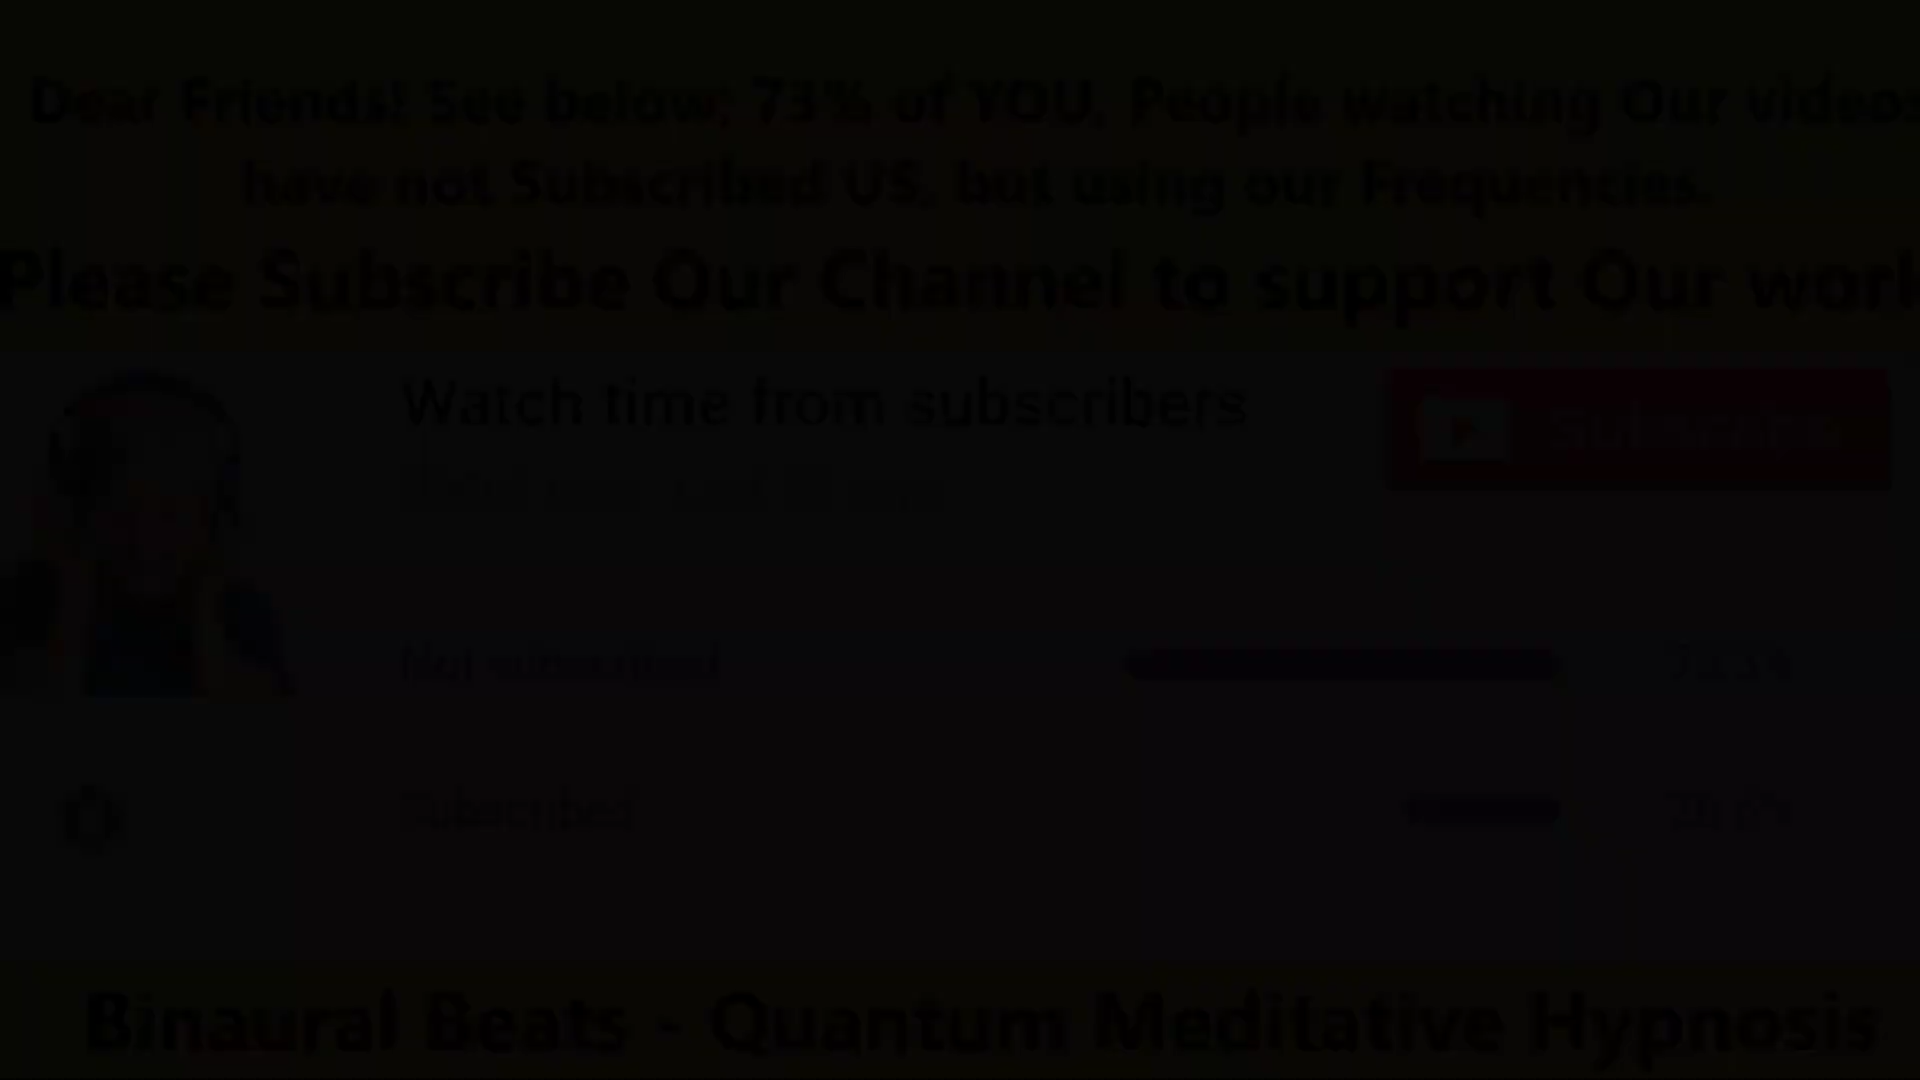 Dear Friends! See below; 73% of YOU, People watching Our videos
have not Subscribed US, but using our Frequencies.
Please Subscribe Our Channel to support Our work
Watch time from subscribers
Not subscribed
Subscribed
Binaural Beats - Quantum Meditative Hypnosis